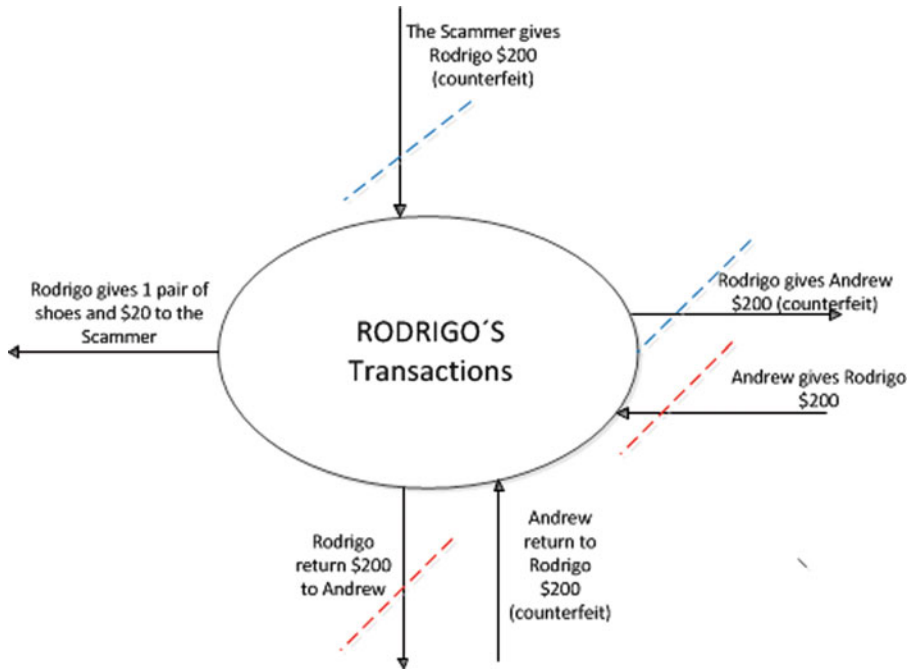 The Scammer gives
Rodrigo $200
(counterfeit)
Rodrigo gives 1 pair of
shoes and $20 to the
Scammer
RODRIGO´S
Transactions
Rodrigo gives Andrew
$200 (counterfeit)
Andrew gives Rodrigo
$200
Rodrigo
return $200
to Andrew
Andrew
return to
Rodrigo
$200
(counterfeit)